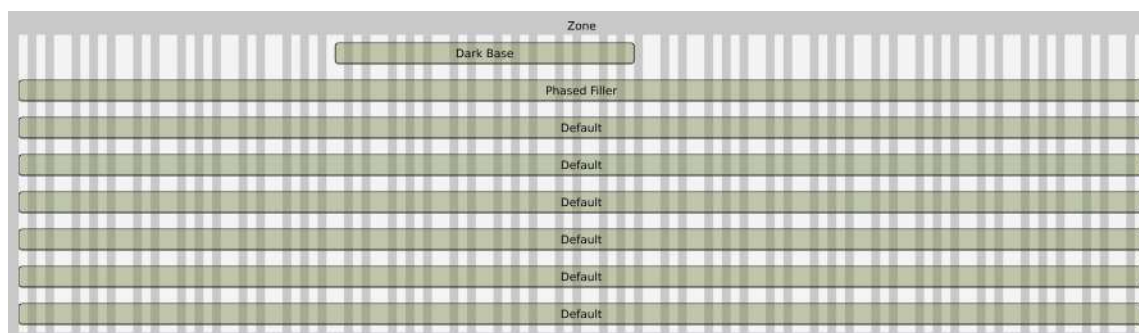 Zone
Dark Base
Phased Filler
Default
Default
Default
Default
Default
Default